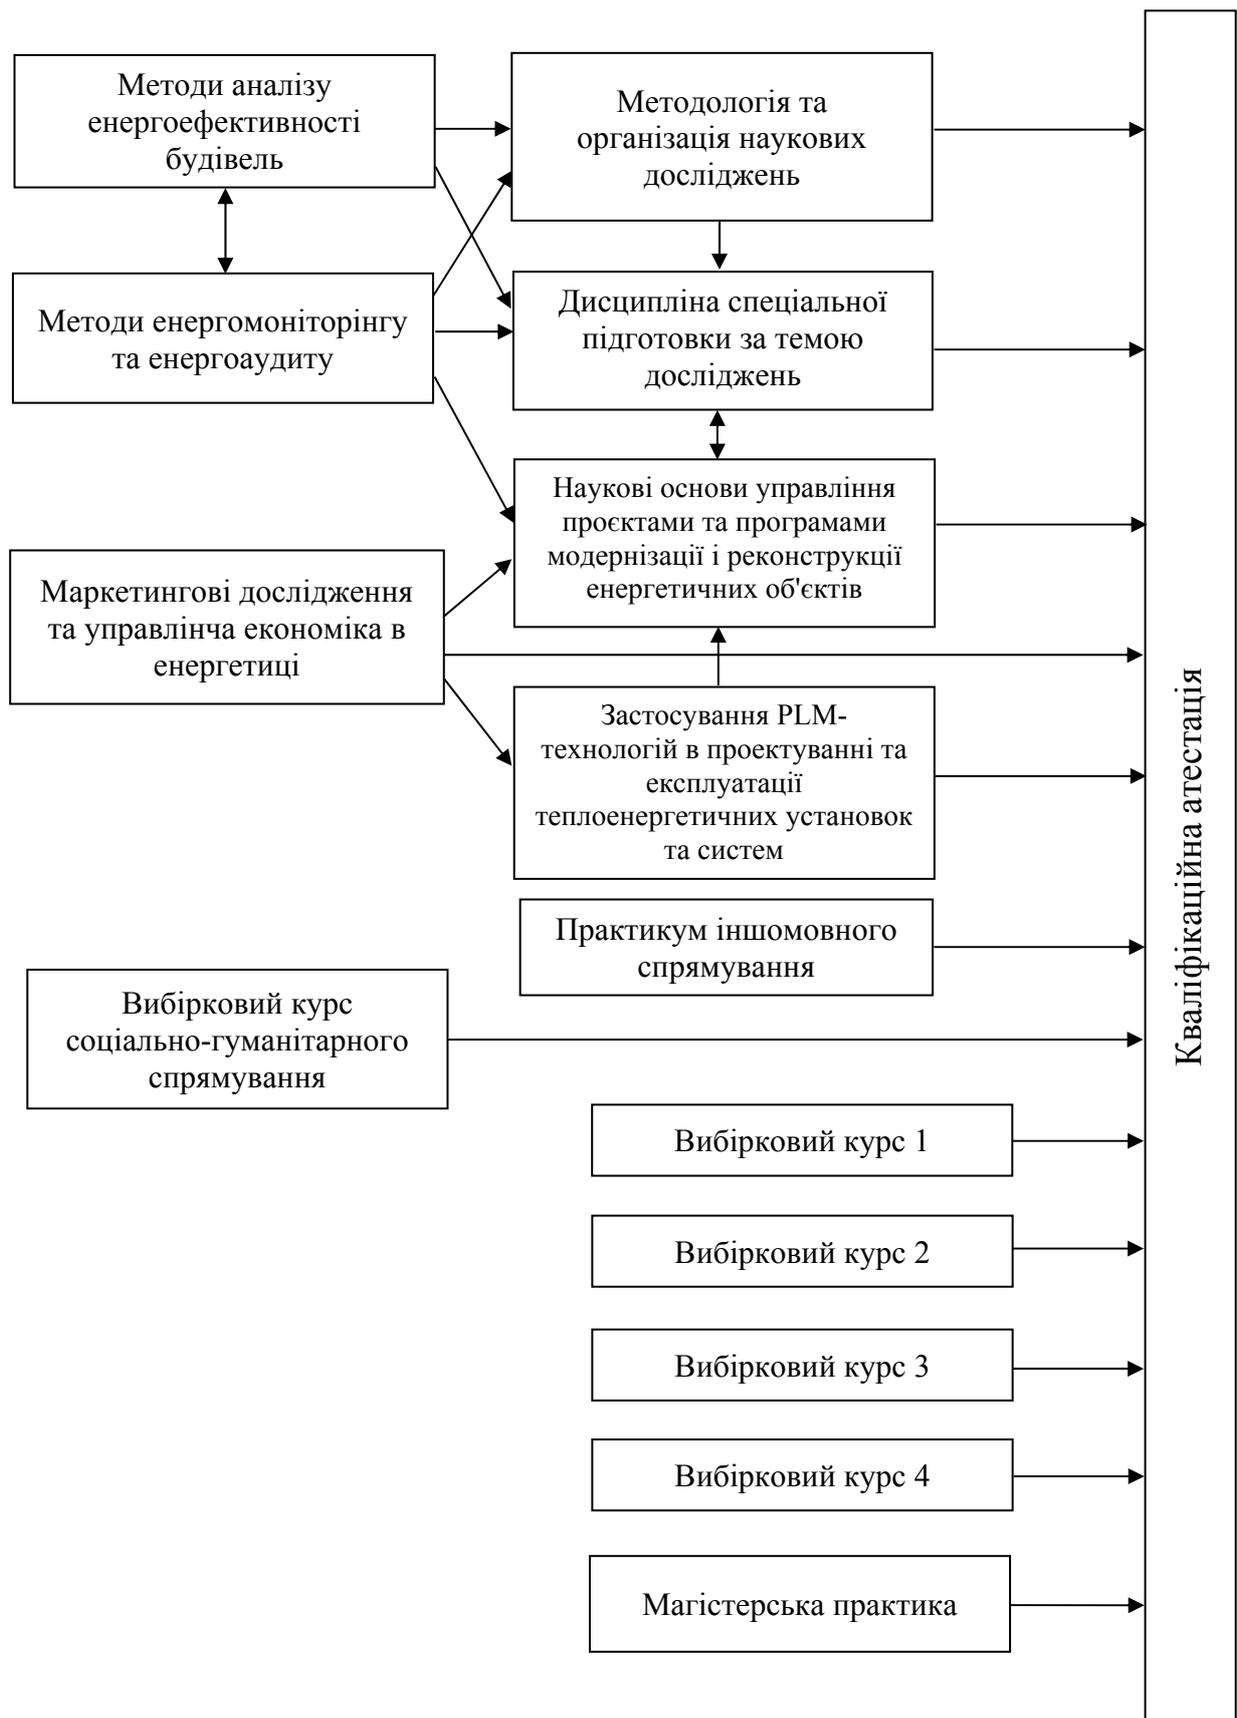 Методи аналізу
енергоефективності
будівель
Методологія та
організація наукових
досліджень
Методи енергомоніторінгу
та енергоаудиту
Дисципліна спеціальної
підготовки за темою
досліджень
Наукові основи управління
проєктами та програмами
модернізації і реконструкції
енергетичних об'єктів
Маркетингові дослідження
та управлінча економіка в
енергетиці
Застосування PLM-
технологій в проектуванні та
експлуатації
теплоенергетичних установок
та систем
Практикум іншомовного
спрямування
Вибірковий курс
соціально-гуманітарного
спрямування
Вибірковий курс 1
Вибірковий курс 2
Вибірковий курс 3
Вибірковий курс 4
Магістерська практика
Кваліфікаційна атестація